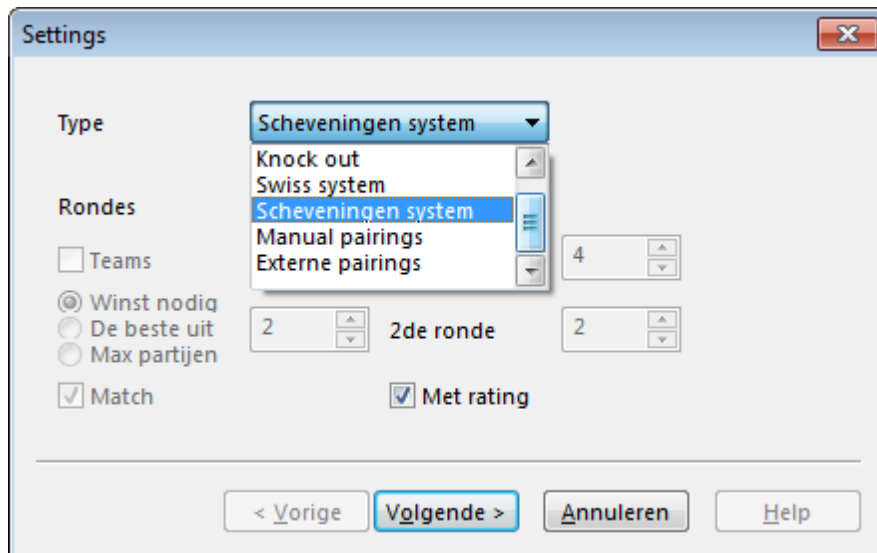 Settings
Type
Scheveningen system
Knock out
Swiss system
Scheveningen system
Manual pairings
Externe pairings
Rondes
Teams
4
Winst nodig
De beste uit
Max partijen
2
2de ronde
2
Match
Met rating
< Vorige
Volgende >
Annuleren
Help